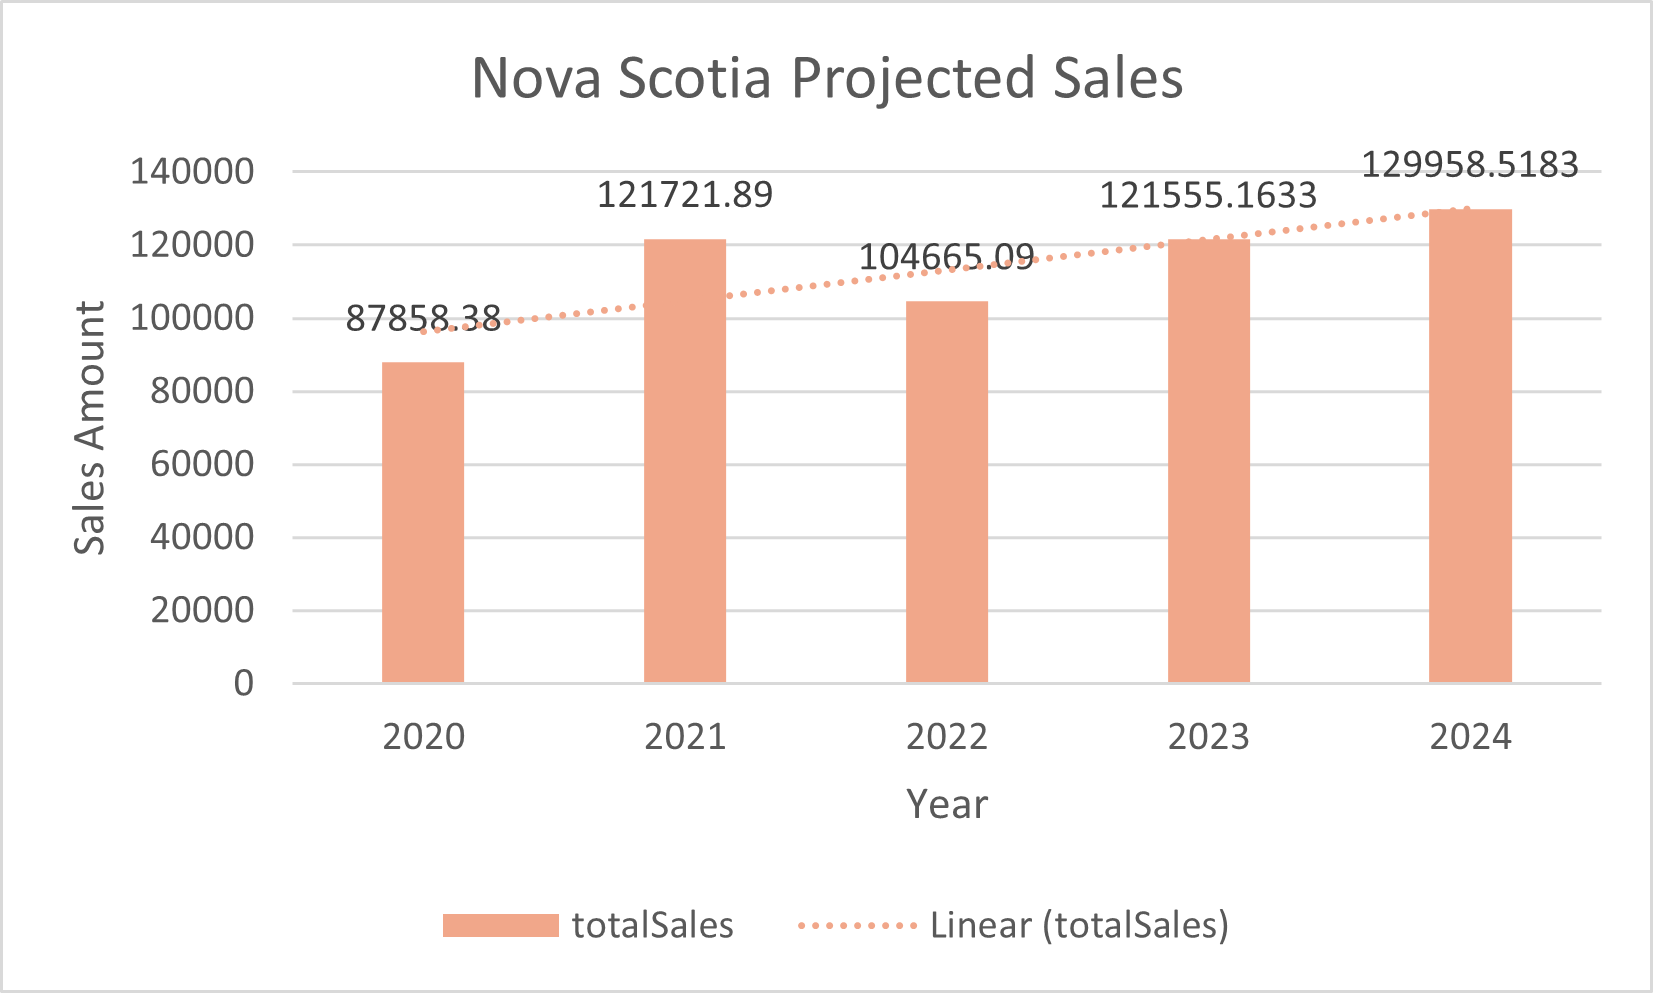 Nova Scotia Projected Sales
Sales Amount
140000
120000
100000
80000
60000
40000
20000
0
87858.38
121721.89
104665.09
121555.1633
129958.5183
2020 2021 2022 2023 2024
Year
totalSales Linear (totalSales)